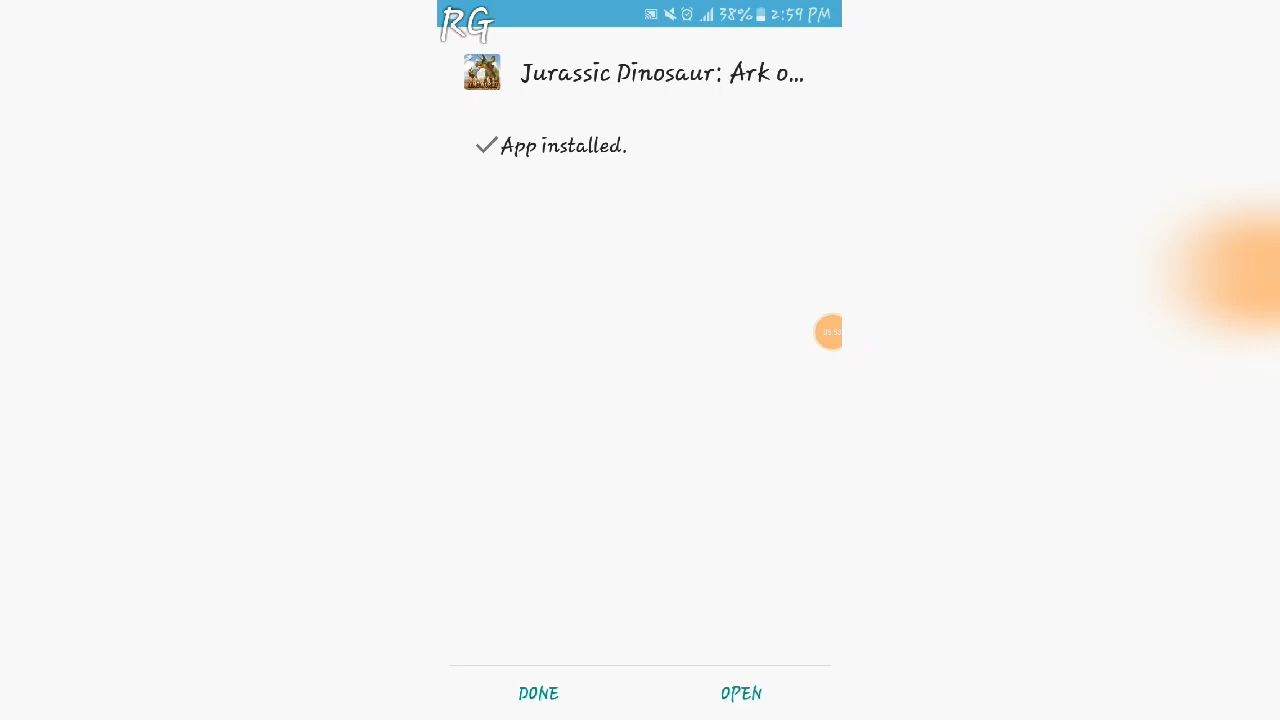 RG
38% 2:59 PM
Jurassic Dinosaur: Ark o...
App installed.
DONE
OPEN